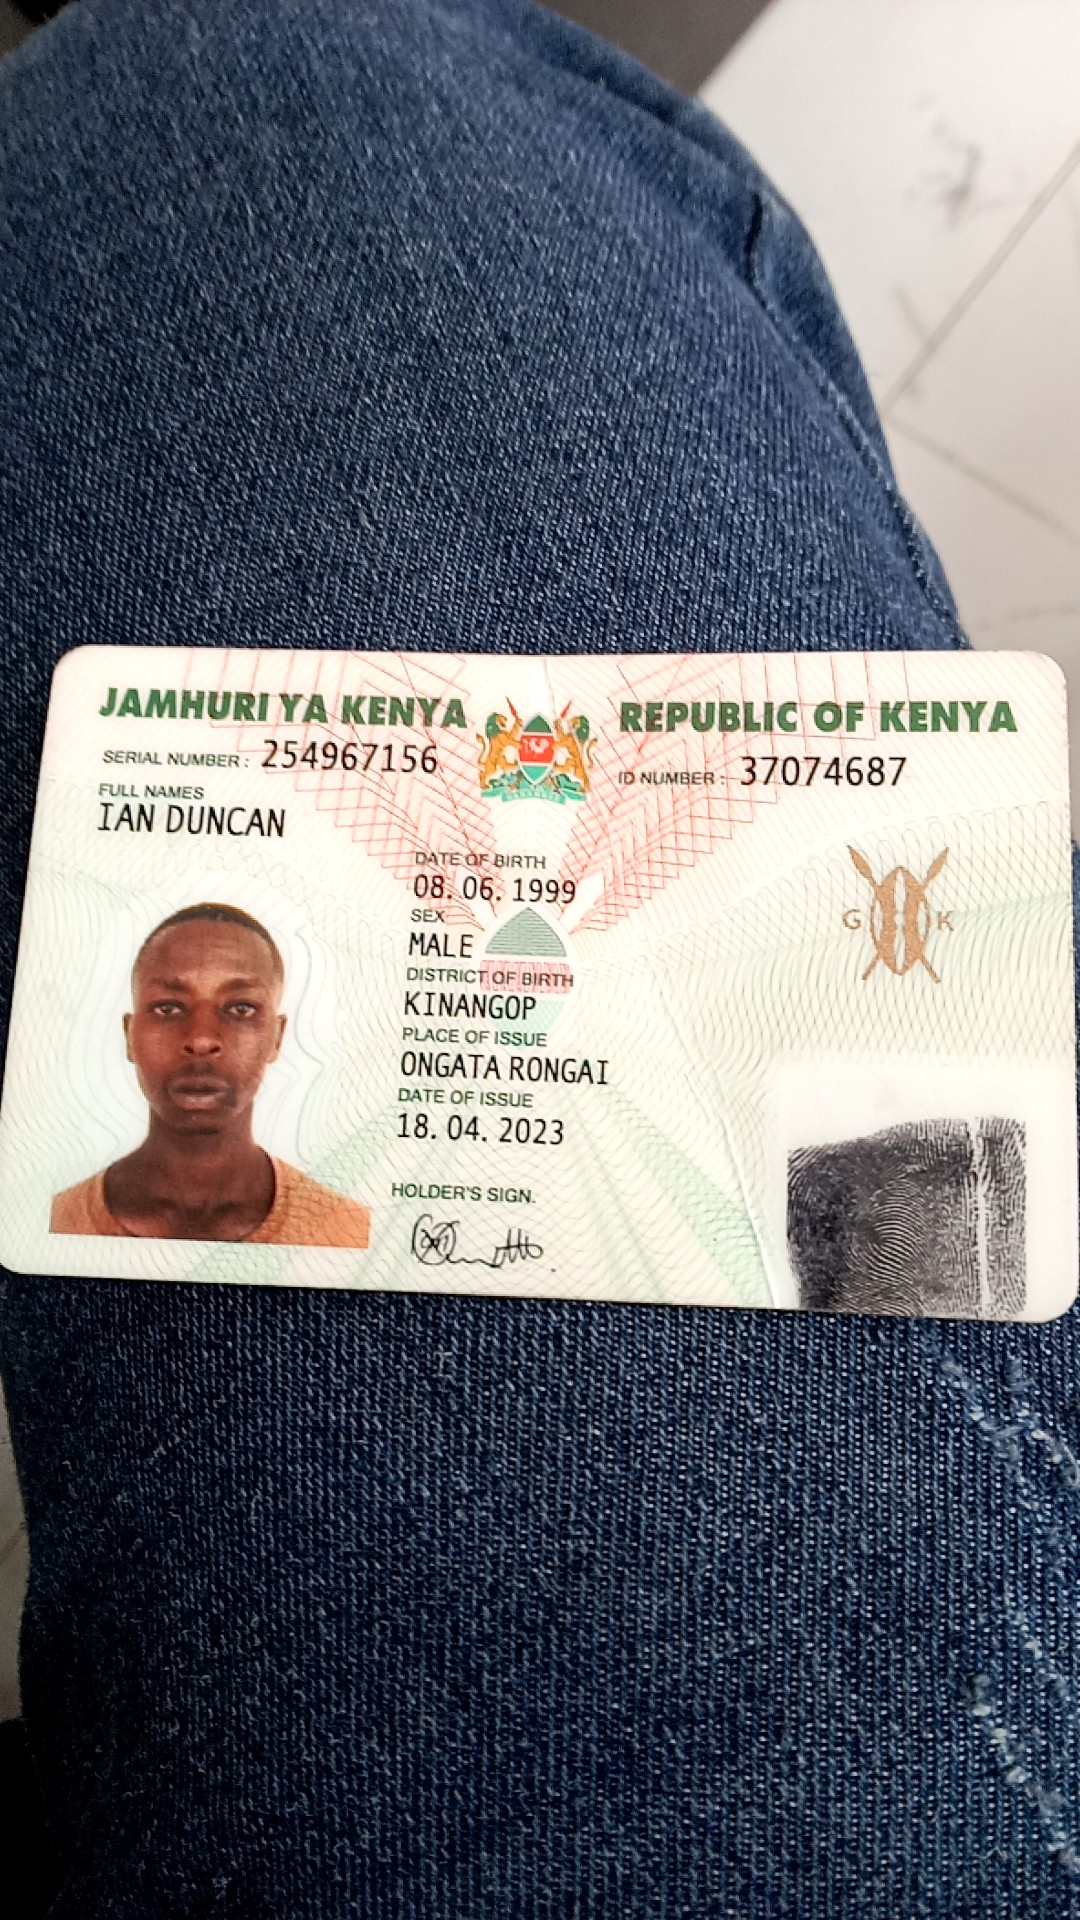 JAMHURI YA KENYA
REPUBLIC OF KENYA
SERIAL NUMBER : 254967156
ID NUMBER : 37074687
FULL NAMES
IAN DUNCAN
DATE OF BIRTH
08. 06. 1999
SEX
MALE
DISTRICT OF BIRTH
KINANGOP
PLACE OF ISSUE
ONGATA RONGAI
DATE OF ISSUE
18. 04. 2023
HOLDER'S SIGN.
G K